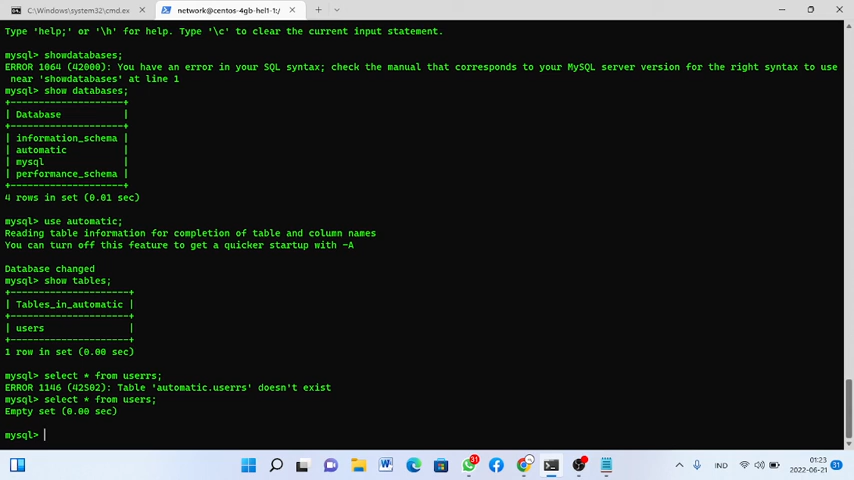 C:\Windows\system32\cmd.ex
network@centos-4gb-hel1-1:/
Type 'help;' or '\h' for help. Type '\c' to clear the current input statement.
mysql> showdatabases;
ERROR 1064 (42000): You have an error in your SQL syntax; check the manual that corresponds to your MySQL server version for the right syntax to use
near 'showdatabases' at line 1
mysql> show databases;
+--------------------+
| Database           |
+--------------------+
| information_schema |
| automatic          |
| mysql              |
| performance_schema |
+--------------------+
4 rows in set (0.01 sec)
mysql> use automatic;
Reading table information for completion of table and column names
You can turn off this feature to get a quicker startup with -A
Database changed
mysql> show tables;
+---------------------+
| Tables_in_automatic |
+---------------------+
| users               |
+---------------------+
1 row in set (0.00 sec)
mysql> select * from userrs;
ERROR 1146 (42S02): Table 'automatic.userrs' doesn't exist
mysql> select * from users;
Empty set (0.00 sec)
mysql>
31
IND
01:23
2022-06-21
31